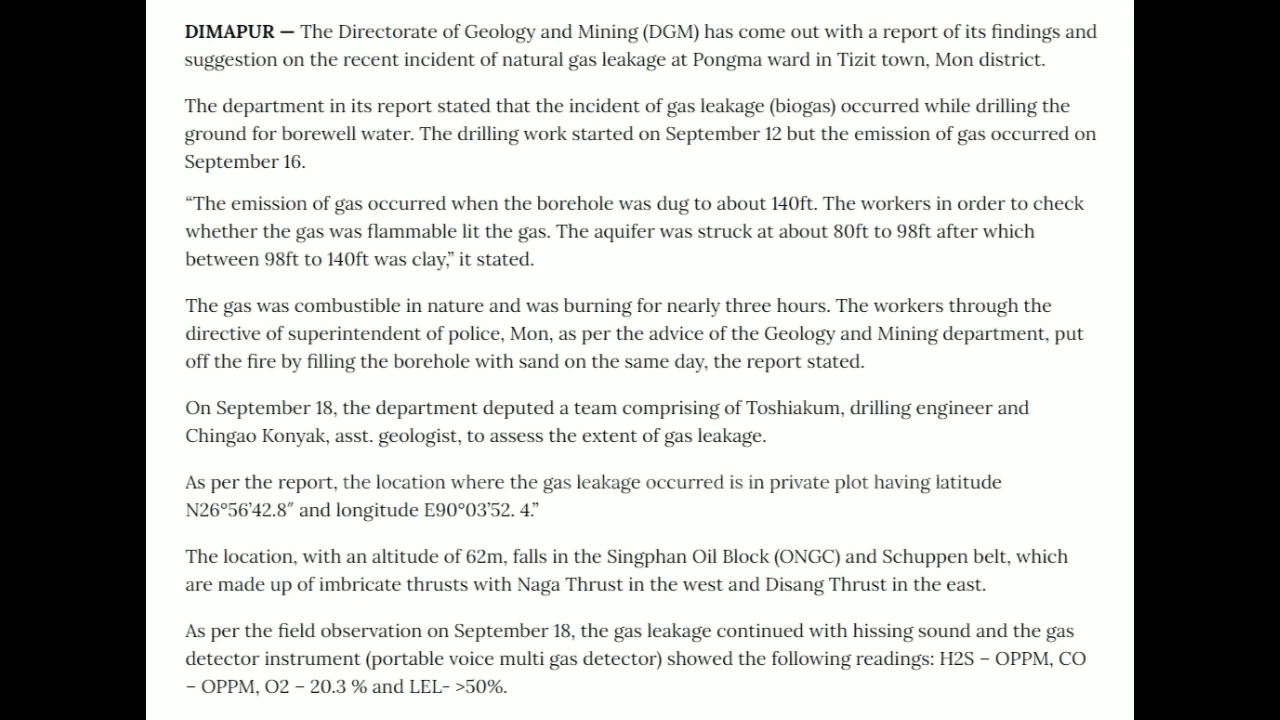 DIMAPUR — The Directorate of Geology and Mining (DGM) has come out with a report of its findings and
suggestion on the recent incident of natural gas leakage at Pongma ward in Tizit town, Mon district.
The department in its report stated that the incident of gas leakage (biogas) occurred while drilling the
ground for borewell water. The drilling work started on September 12 but the emission of gas occurred on
September 16.
“The emission of gas occurred when the borehole was dug to about 140ft. The workers in order to check
whether the gas was flammable lit the gas. The aquifer was struck at about 80ft to 98ft after which
between 98ft to 140ft was clay,” it stated.
The gas was combustible in nature and was burning for nearly three hours. The workers through the
directive of superintendent of police, Mon, as per the advice of the Geology and Mining department, put
off the fire by filling the borehole with sand on the same day, the report stated.
On September 18, the department deputed a team comprising of Toshiakum, drilling engineer and
Chingao Konyak, asst. geologist, to assess the extent of gas leakage.
As per the report, the location where the gas leakage occurred is in private plot having latitude
N26°56’42.8″ and longitude E90°03’52. 4.”
The location, with an altitude of 62m, falls in the Singphan Oil Block (ONGC) and Schuppen belt, which
are made up of imbricate thrusts with Naga Thrust in the west and Disang Thrust in the east.
As per the field observation on September 18, the gas leakage continued with hissing sound and the gas
detector instrument (portable voice multi gas detector) showed the following readings: H2S – OPPM, CO
– OPPM, O2 – 20.3 % and LEL- >50%.